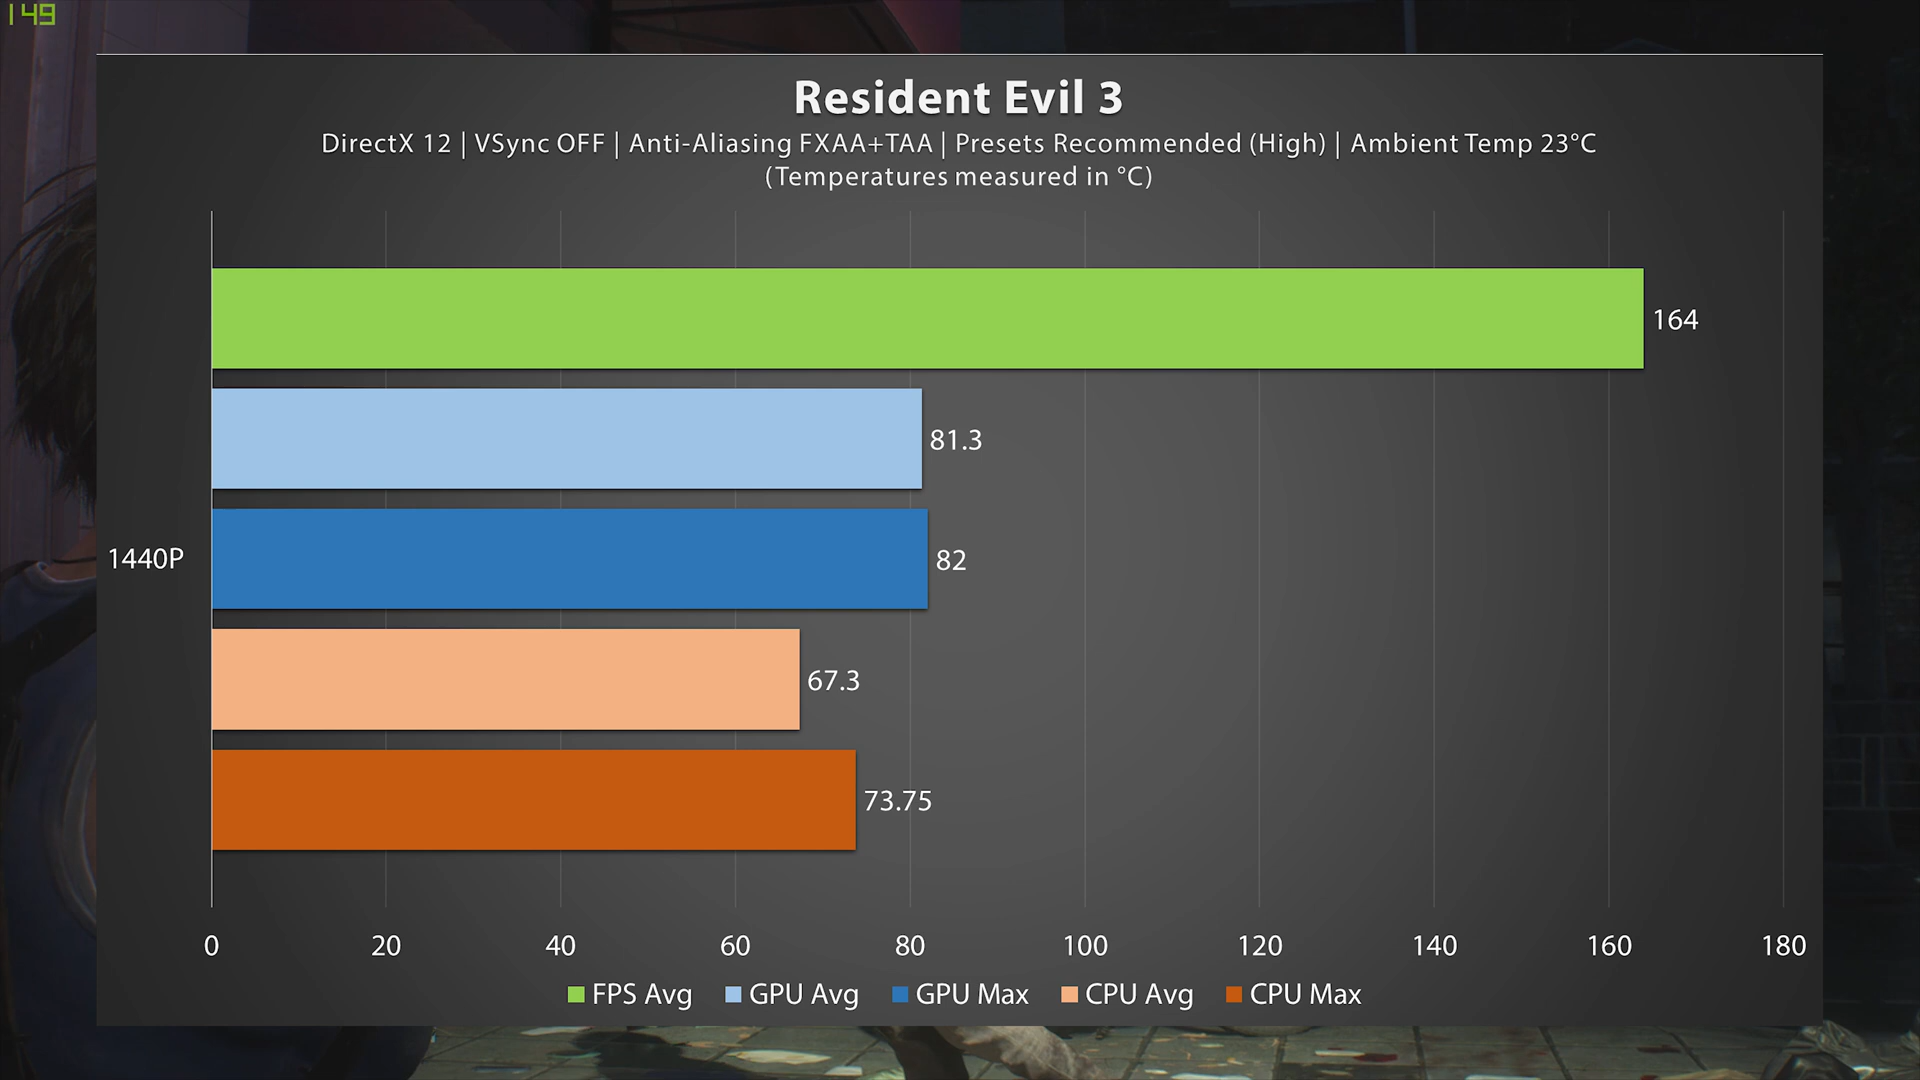 149
Resident Evil 3
DirectX 12 | VSync OFF | Anti-Aliasing FXAA+TAA | Presets Recommended (High) | Ambient Temp 23°C
(Temperatures measured in °C)
164
81.3
1440P
82
67.3
73.75
0 20 40 60 80 100 120 140 160 180
FPS Avg GPU Avg GPU Max CPU Avg CPU Max